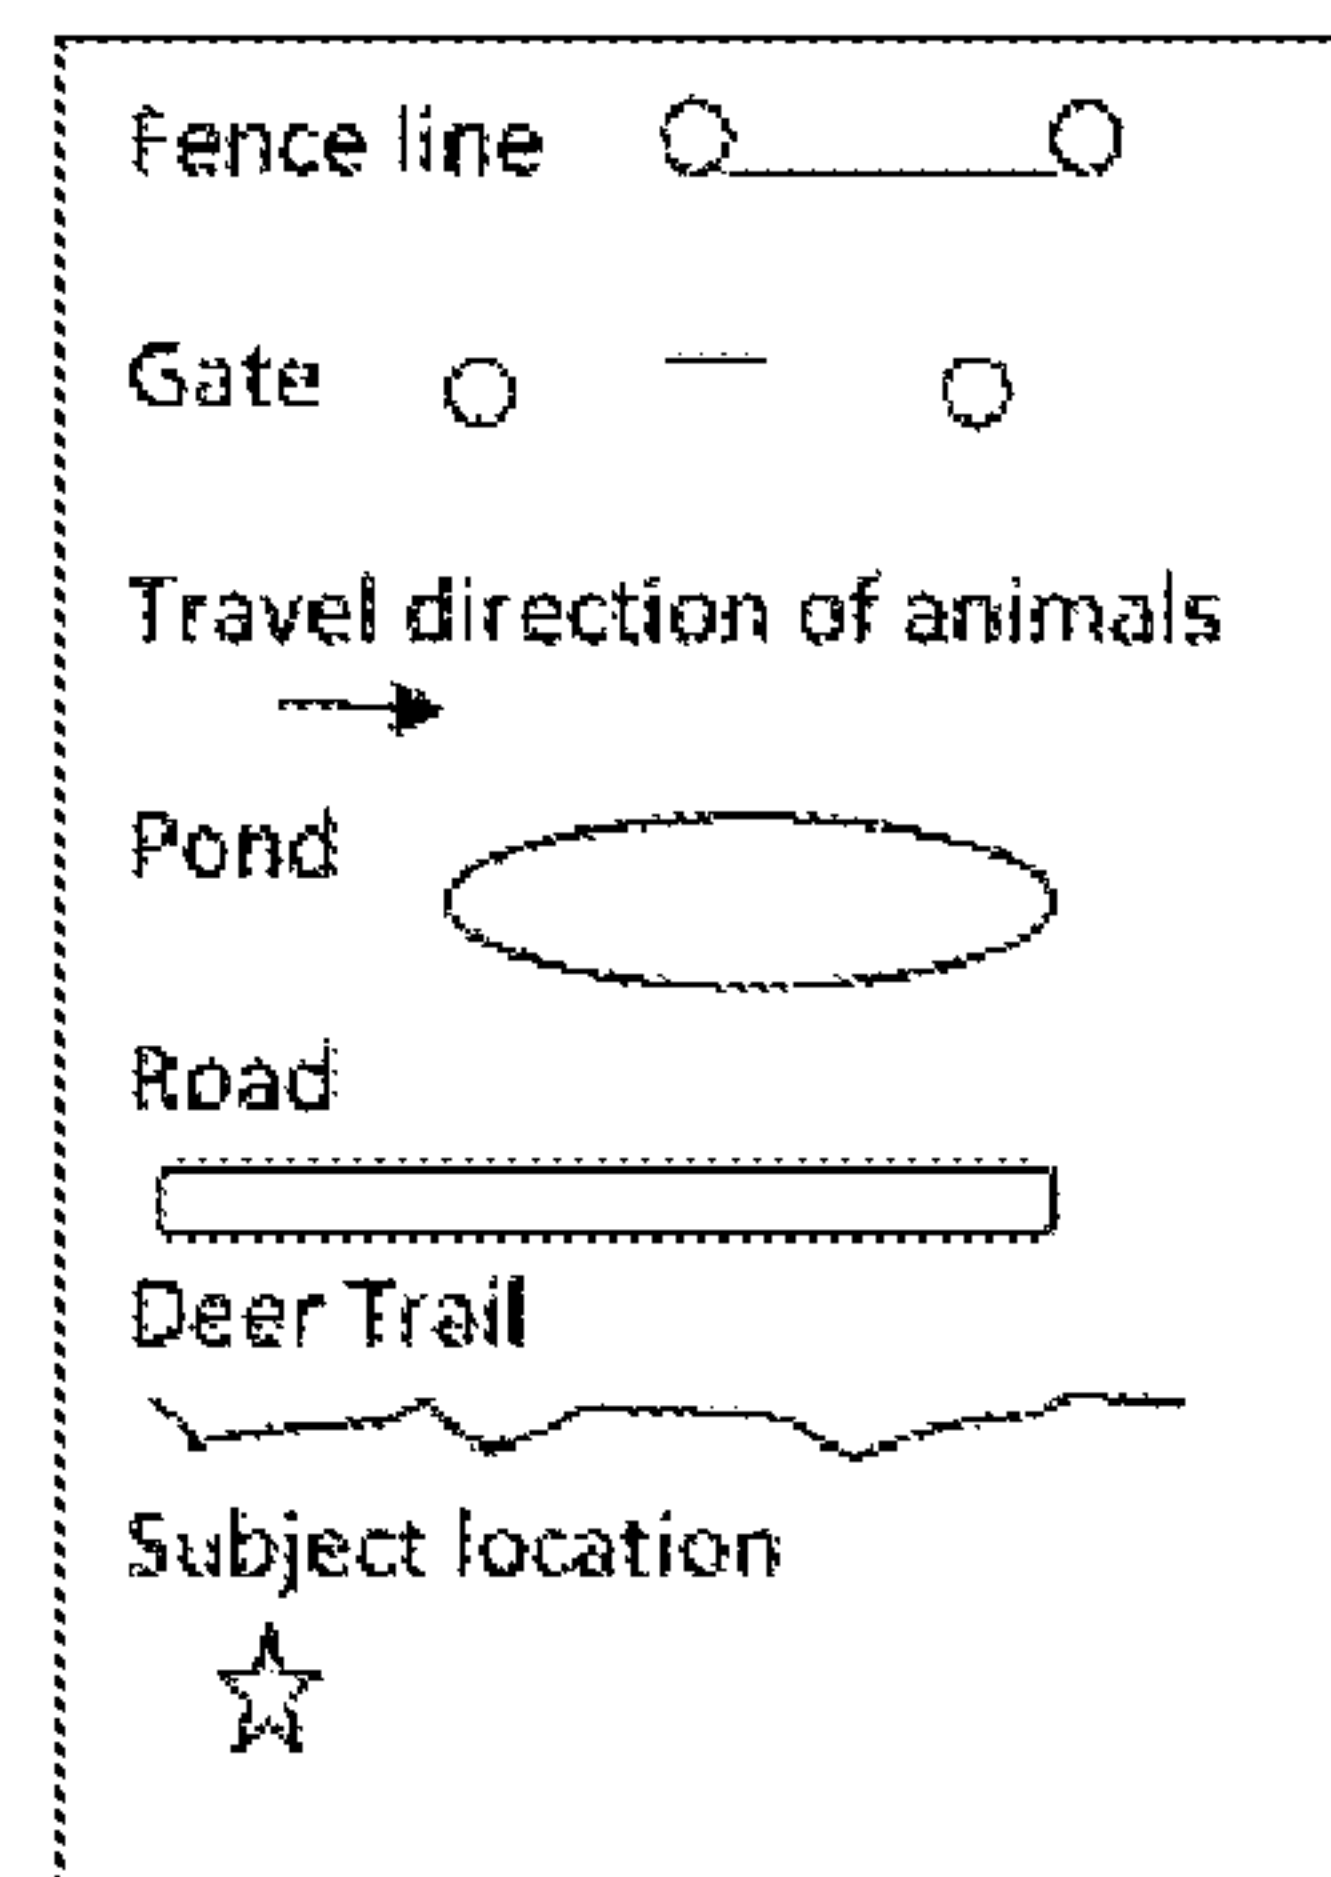 Fence line
Gate
Travel direction of animals
Pond
Road
Deer Trail
Subject location